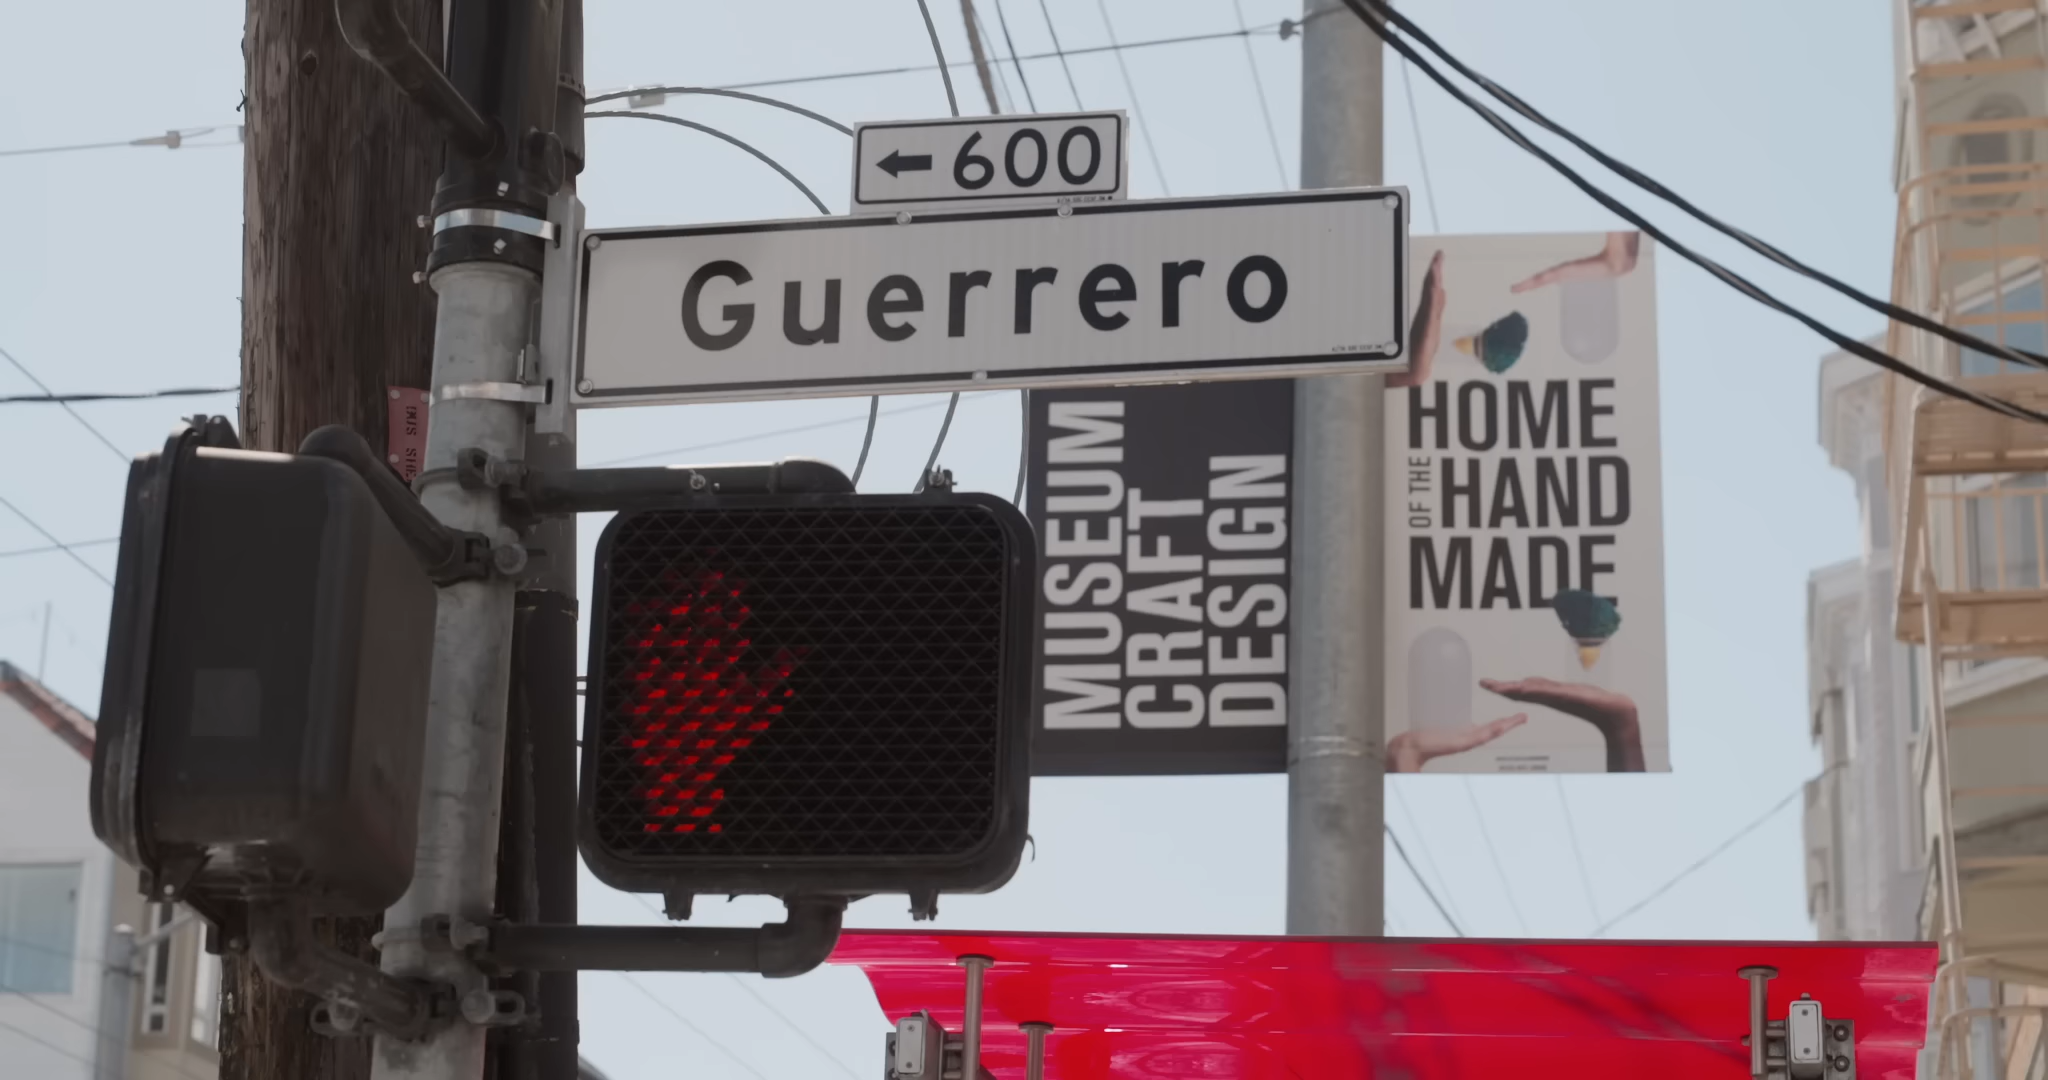 ← 600
Guerrero
MUSEUM
CRAFT
DESIGN
HOME
OF THE HAND
MADE